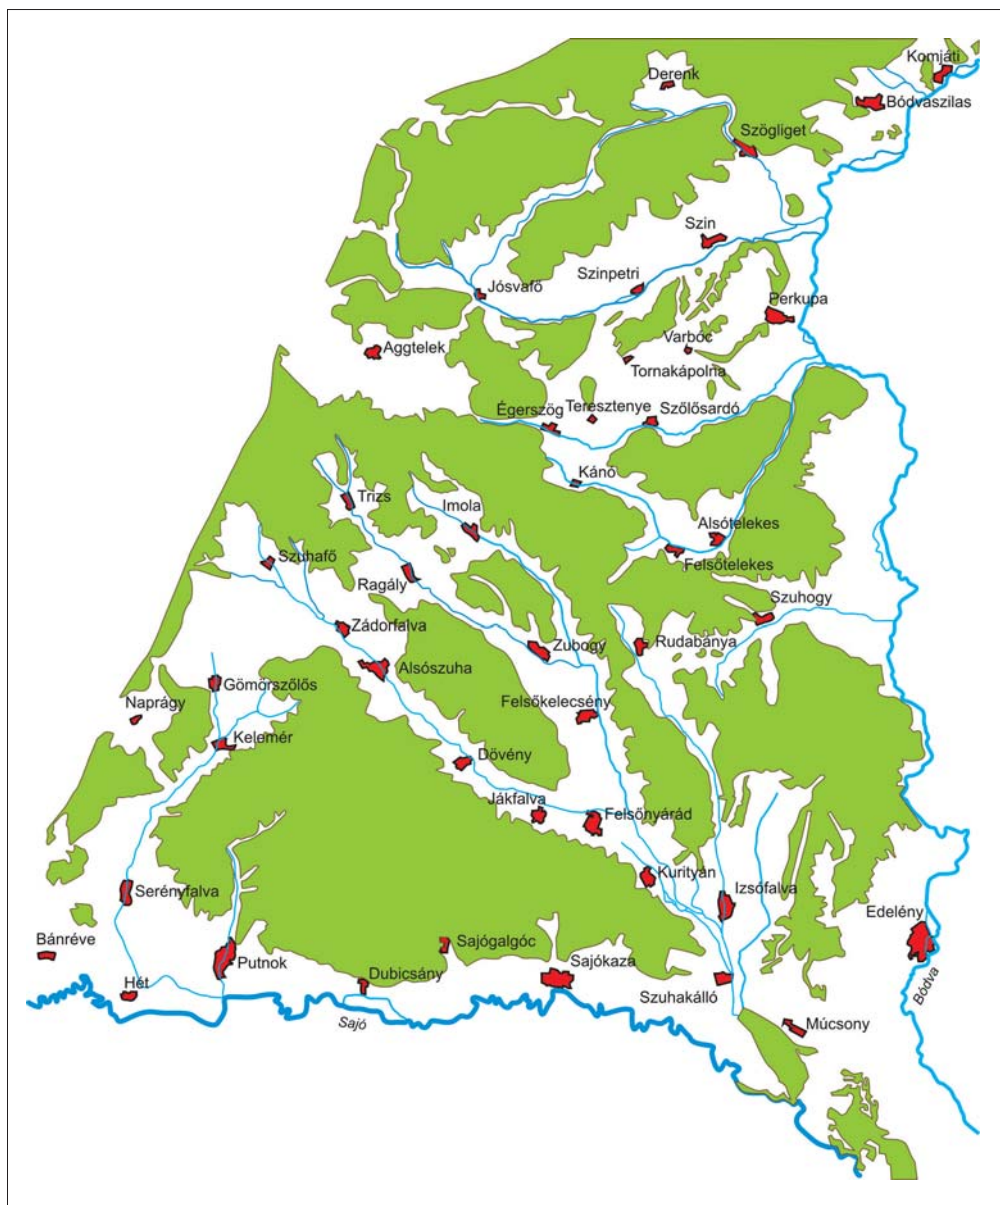 Komjáti
Derenk
Bódvaszilas
Szögliget
Szin
Szinpetri
Jósvafő
Perkupa
Varbóc
Aggtelek
Tornakápolna
Égerszög
Teresztenye
Szőlősardó
Kánó
Trizs
Imola
Alsótelekes
Szuhafő
Felsőtelekes
Ragály
Szuhogy
Zádorfalva
Zubogy
Rudabánya
Alsószuha
Gömörszőlős
Naprágy
Felsőkelecsény
Kelemér
Dövény
Jákfalva
Felsőnyárád
Kurityán
Serényfalva
Izsófalva
Edelény
Bánréve
Sajógalgóc
Putnok
Sajókaza
Dubicsány
Hét
Szuhakálló
Bódva
Sajó
Múcsony